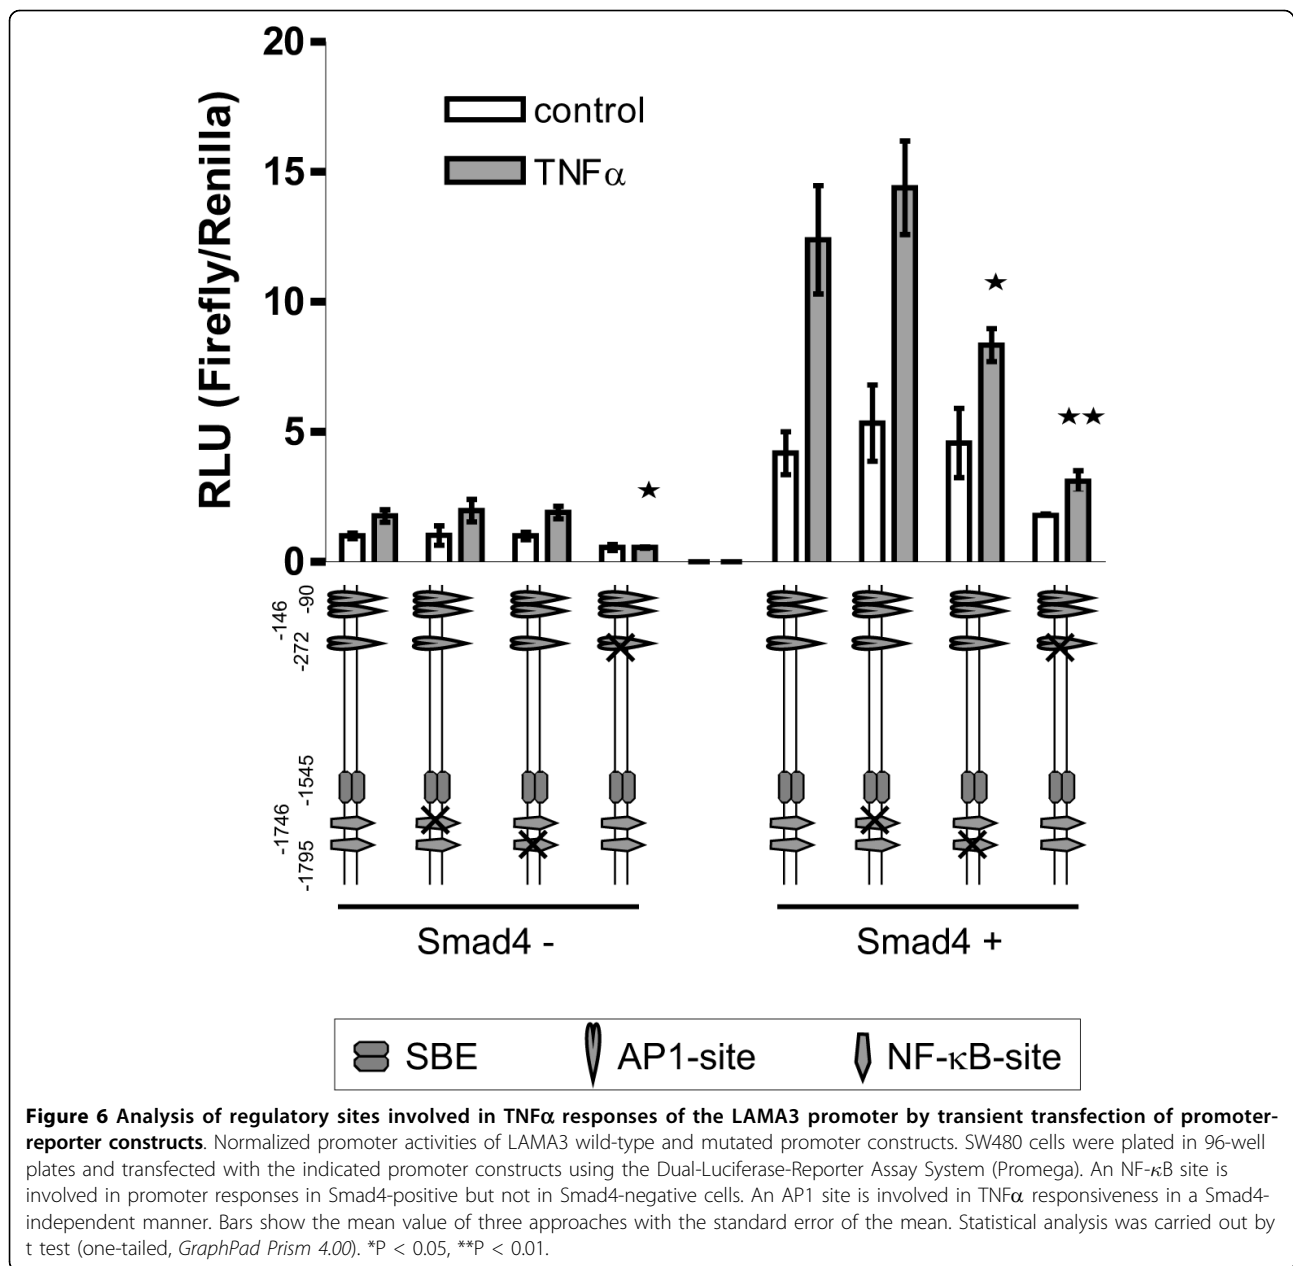 20
15
10
5
0
RLU (Firefly/Renilla)
control
TNFα
★
★
★★
-90
-146
-272
-1545
-1746
-1795
Smad4 -
Smad4 +
SBE
AP1-site
NF-κB-site
Figure 6 Analysis of regulatory sites involved in TNFα responses of the LAMA3 promoter by transient transfection of promoter-
reporter constructs. Normalized promoter activities of LAMA3 wild-type and mutated promoter constructs. SW480 cells were plated in 96-well
plates and transfected with the indicated promoter constructs using the Dual-Luciferase-Reporter Assay System (Promega). An NF-κB site is
involved in promoter responses in Smad4-positive but not in Smad4-negative cells. An AP1 site is involved in TNFα responsiveness in a Smad4-
independent manner. Bars show the mean value of three approaches with the standard error of the mean. Statistical analysis was carried out by
t test (one-tailed, GraphPad Prism 4.00). *P < 0.05, **P < 0.01.